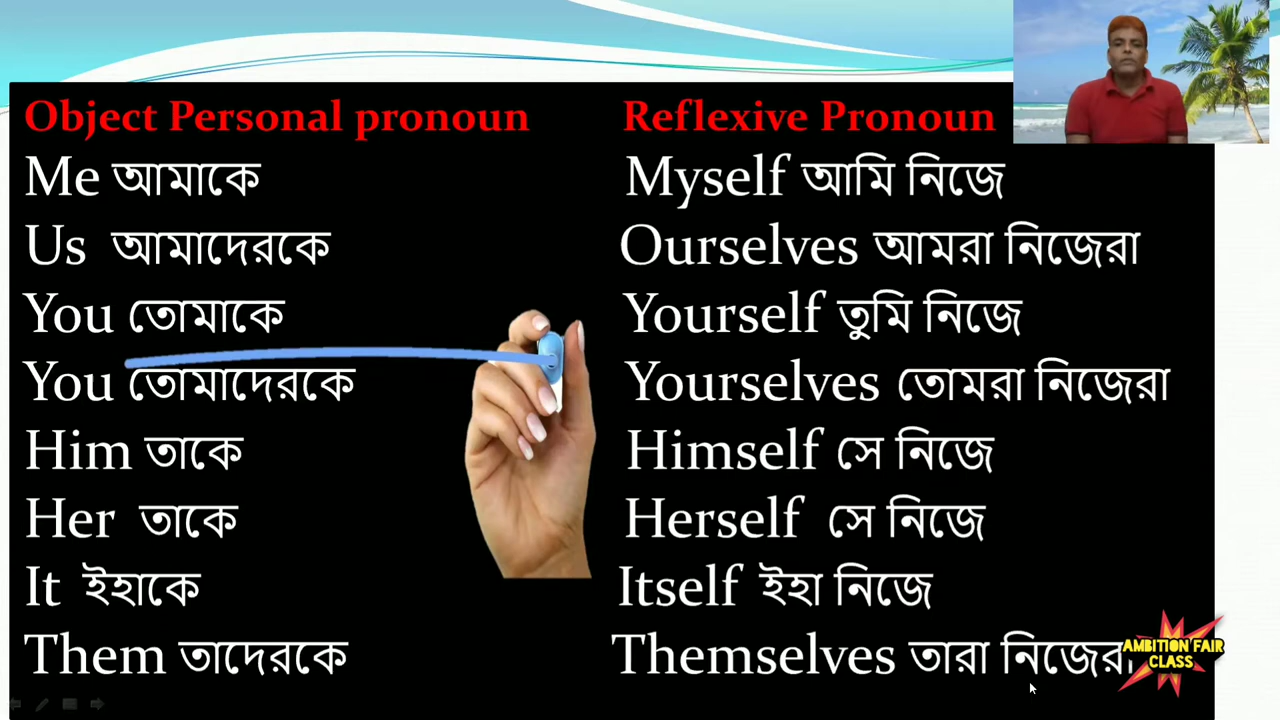 Object Personal pronoun Reflexive Pronoun
Me আমাকে Myself আমি নিজে
Us আমাদেরকে Ourselves আমরা নিজেরা
You তোমাকে Yourself তুমি নিজে
You তোমাদেরকে Yourselves তোমরা নিজেরা
Him তাকে Himself সে নিজে
Her তাকে Herself সে নিজে
It ইহাকে Itself ইহা নিজে
Them তাদেরকে Themselves তারা নিজেরা
AMBITION FAIR
CLASS